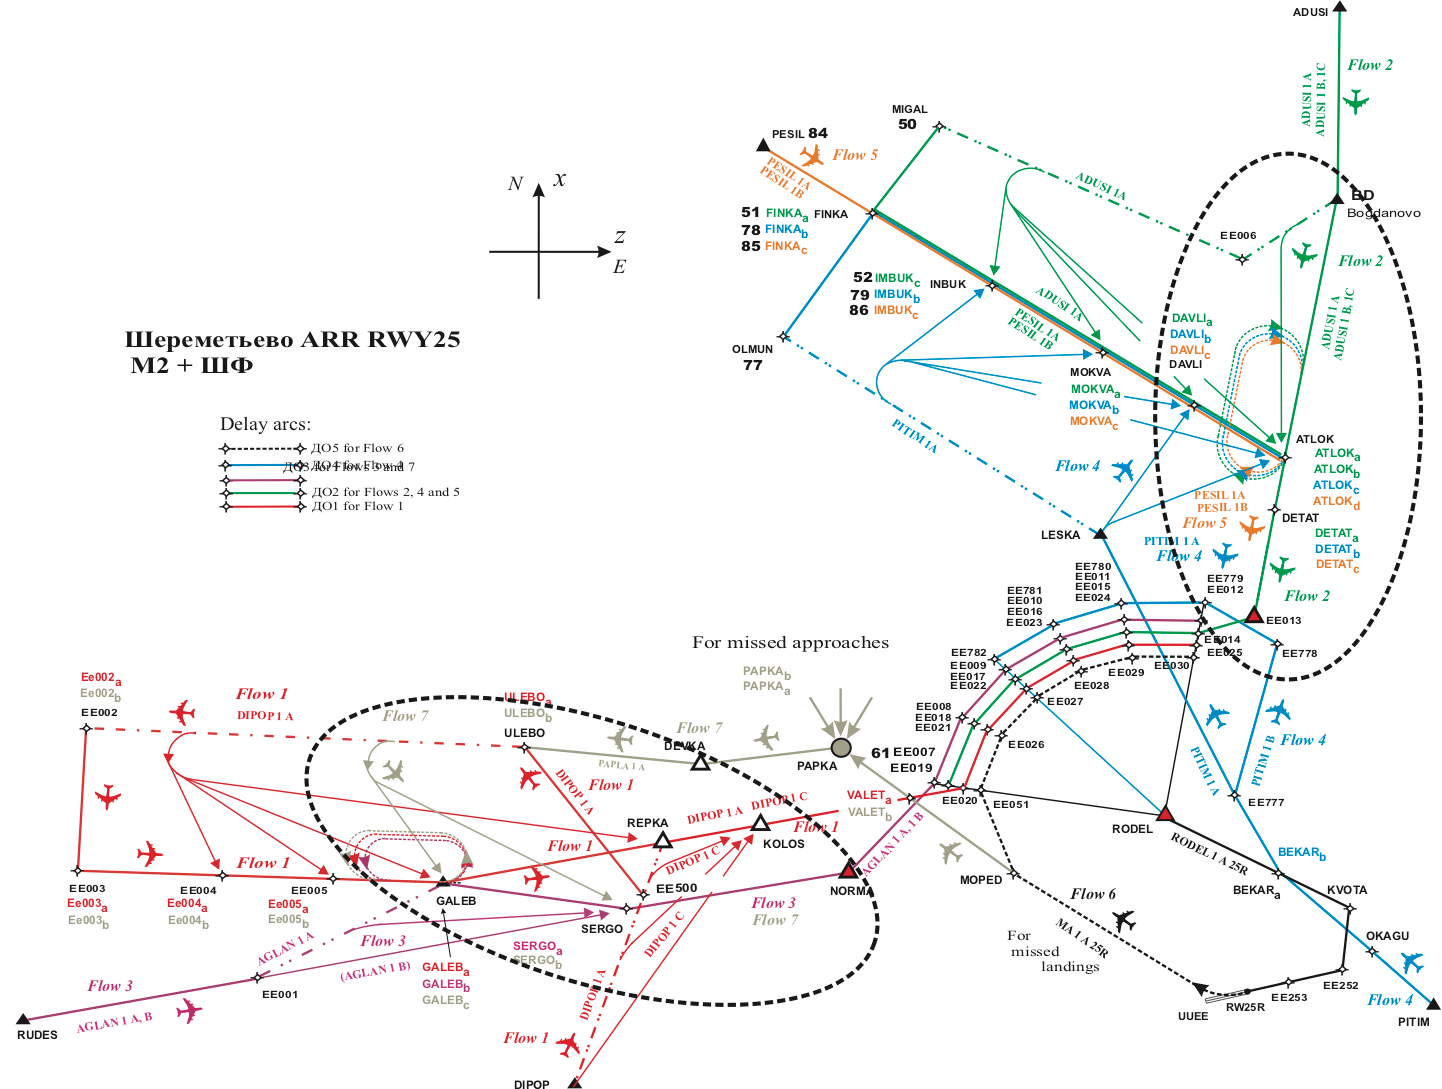 ADUSI
Flow 2
ADUSI 1 A
ADUSI 1 B, 1C
MIGAL
50
PESIL 84
Flow 5
PESIL 1A
PESIL 1B
ADUSI 1A
BD
Bogdanovo
N
x
z
E
51 FINKAa FINKA
78 FINKAb
85 FINKAc
EE006
Flow 2
52 IMBUKc INBUK
79 IMBUKb
86 IMBUKc
ADUSI 1A
PESIL 1A
PESIL 1B
ADUSI 1 A
ADUSI 1 B, 1C
DAVLIa
DAVLIb
DAVLIc
DAVLI
Шереметьево ARR RWY25
М2 + ШФ
OLMUN
77
MOKVA
MOKVAa
MOKVAb
MOKVAc
PITIM 1A
Flow 4
ATLOK
ATLOKa
ATLOKb
ATLOKc
ATLOKd
Delay arcs:
ДО5 for Flow 6
ДО4 for Flow 4
ДО3 for Flows 3 and 7
ДО2 for Flows 2, 4 and 5
ДО1 for Flow 1
PESIL 1A
PESIL 1B
Flow 5
DETAT
DETATa
DETATb
DETATc
LESKA
PITIM 1 A
Flow 4
Flow 2
EE780
EE011
EE015
EE024
EE779
EE012
EE781
EE010
EE016
EE023
EE013
EE014
EE025
EE778
EE030
EE029
EE028
EE027
EE782
EE009
EE017
EE022
For missed approaches
PAPKAb
PAPKAa
Ee002a
Ee002b
EE002
Flow 1
DIPOP 1 A
Flow 7
ULEBOa
ULEBOb
ULEBO
Flow 7
DEVKA
PAPLA 1 A
PAPKA
EE008
EE018
EE021
EE026
61 EE007
EE019
EE020
EE051
Flow 4
PITIM 1 A
PITIM 1 B
EE777
DIPOP 1 A
Flow 1
VALETa
VALETb
DIPOP 1 A
DIPOP 1 C
Flow 1
REPKA
KOLOS
RODEL
RODEL 1 A 25R
Flow 1
Flow 1
DIPOP 1 C
AGLAN 1 A, 1 B
BEKARb
BEKARa
KVOTA
EE003
Ee003a
Ee003b
EE004
Ee004a
Ee004b
EE005
Ee005a
Ee005b
GALEB
EE500
NORMA
MOPED
Flow 3
Flow 7
SERGO
SERGOa
SERGOb
Flow 6
MA 1 A 25R
For
missed
landings
OKAGU
AGLAN 1 A
Flow 3
(AGLAN 1 B)
GALEBa
GALEBb
GALEBc
DIPOP 1 C
DIPOP 1 A
EE001
Flow 3
AGLAN 1 A, B
RUDES
EE252
EE253
RW25R
UUEE
Flow 4
PITIM
Flow 1
DIPOP